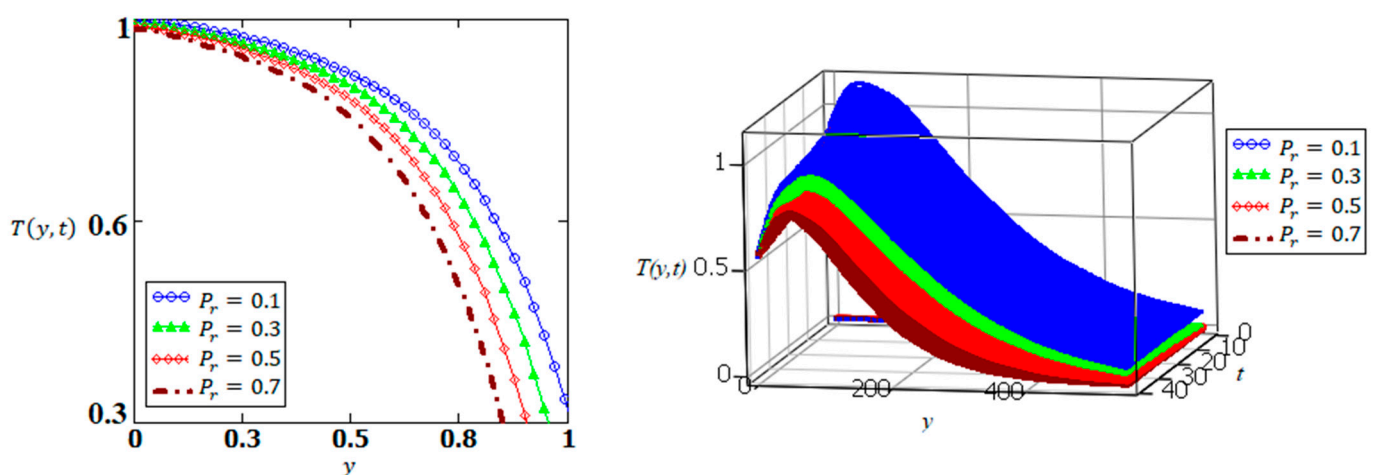 1
T(y,t) 0.6
0.3
P_r = 0.1
P_r = 0.3
P_r = 0.5
P_r = 0.7
0 0.3 0.5 0.8 1
y
1
T(y,t) 0.5
0
0 200 400
y
0
10
20
30
40
t
P_r = 0.1
P_r = 0.3
P_r = 0.5
P_r = 0.7